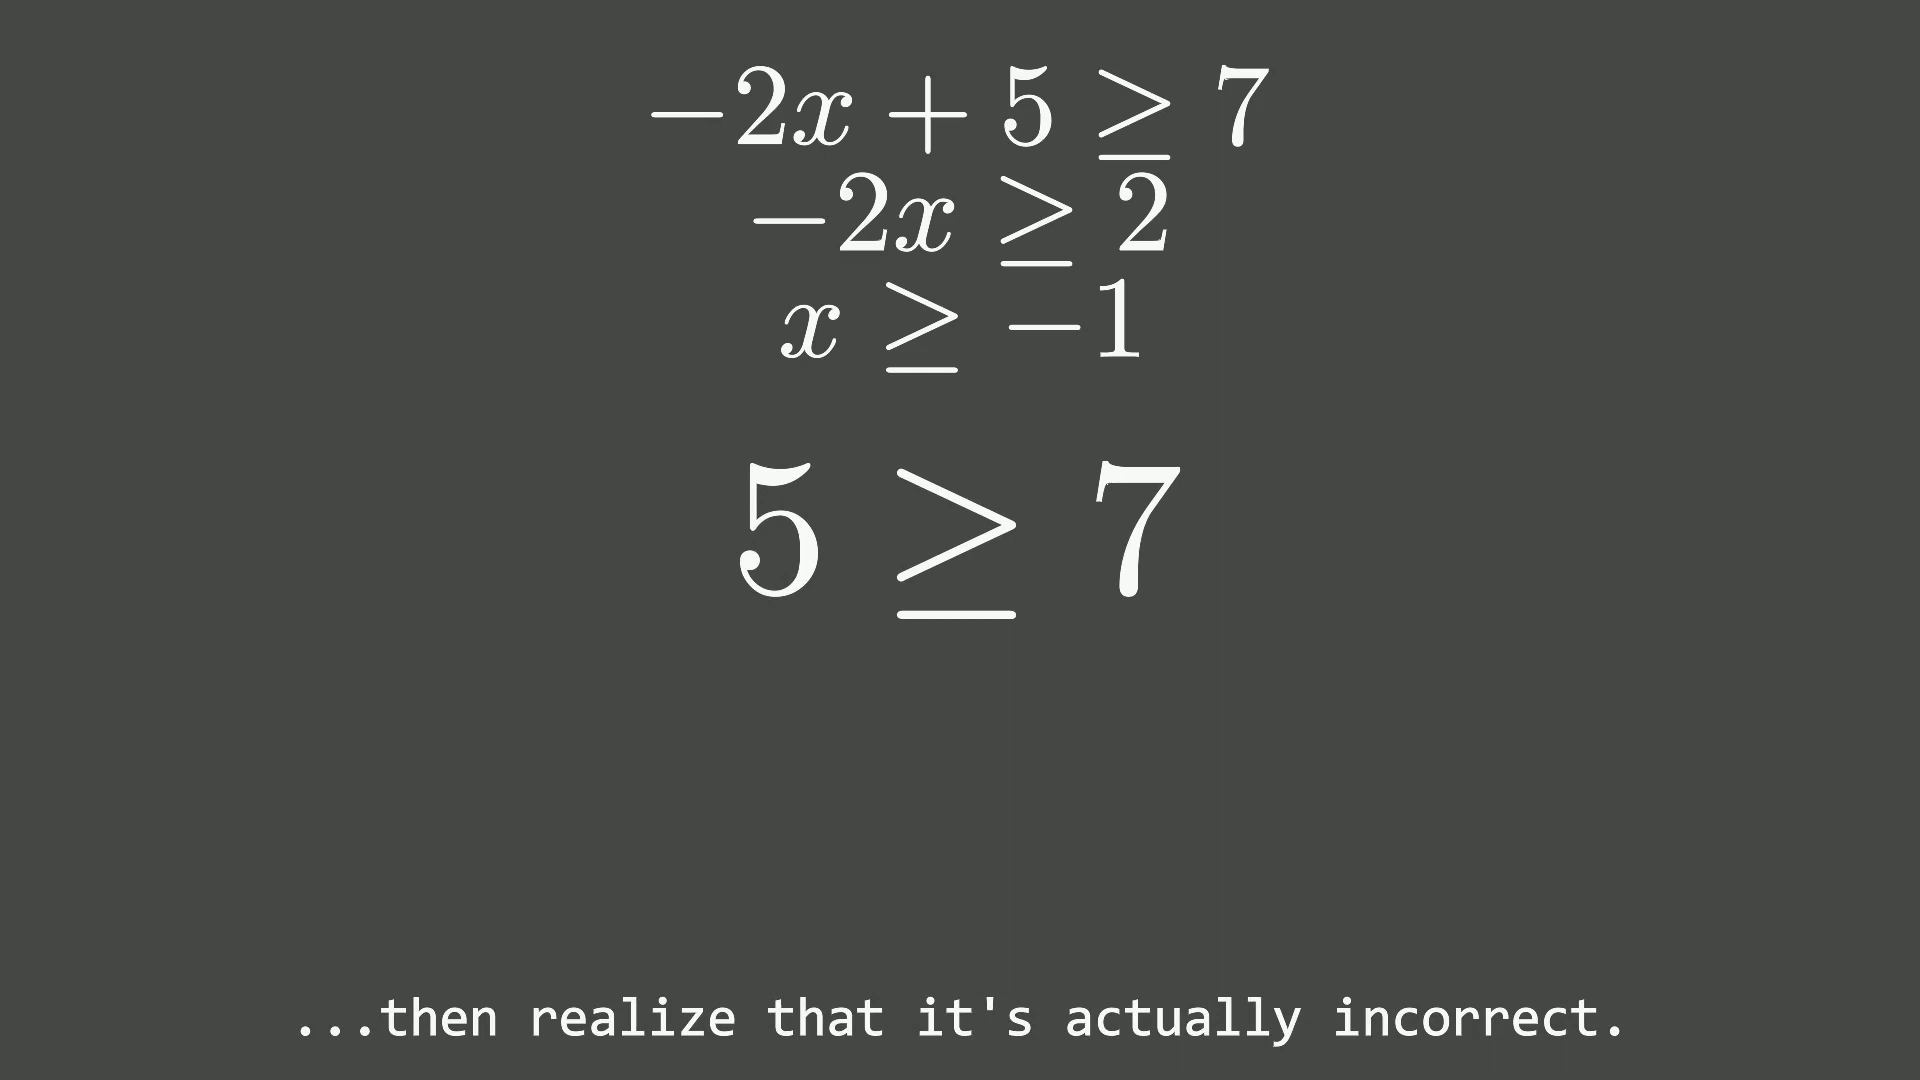 −2x + 5 ≥ 7
−2x ≥ 2
x ≥ −1
5 ≥ 7
...then realize that it's actually incorrect.